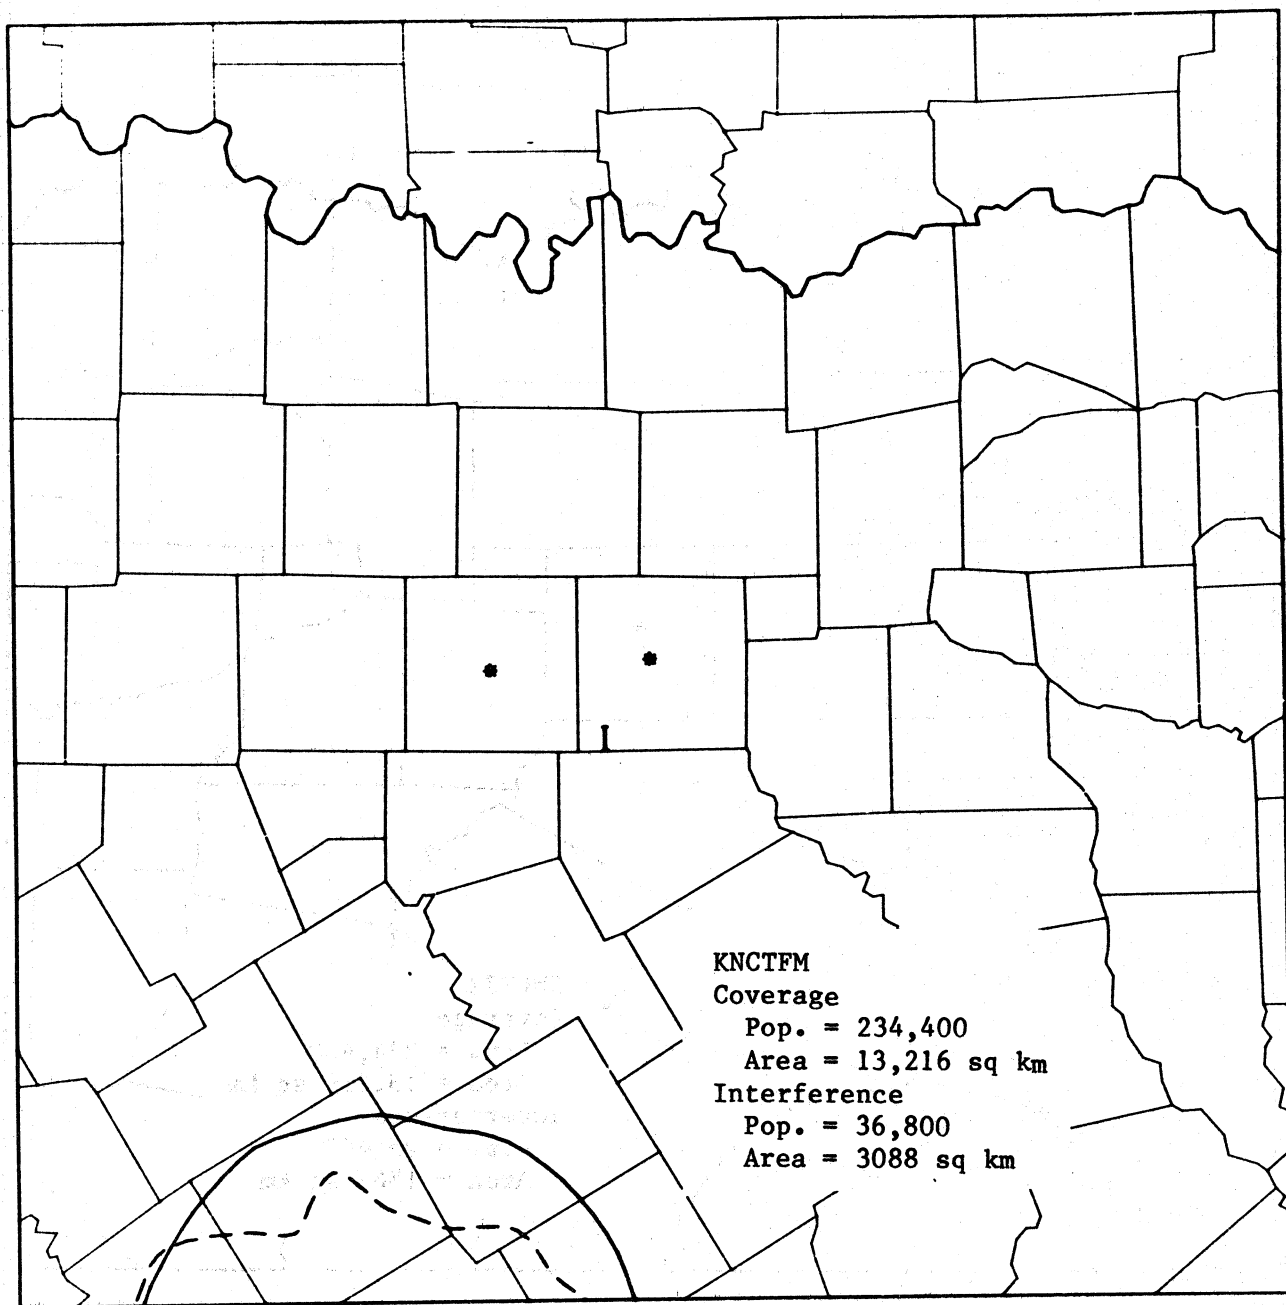 KNCTFM
Coverage
Pop. = 234,400
Area = 13,216 sq km
Interference
Pop. = 36,800
Area = 3088 sq km
I